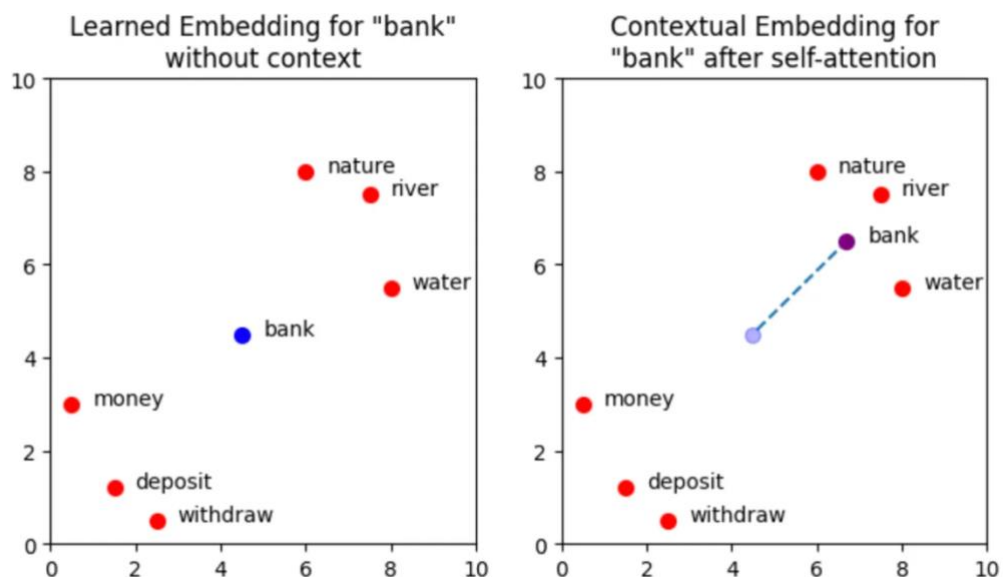 Learned Embedding for "bank"
without context
10
8
6
4
2
0
nature
river
water
bank
money
deposit
withdraw
0
2
4
6
8
10
Contextual Embedding for
"bank" after self-attention
10
8
6
4
2
0
nature
river
bank
water
money
deposit
withdraw
0
2
4
6
8
10